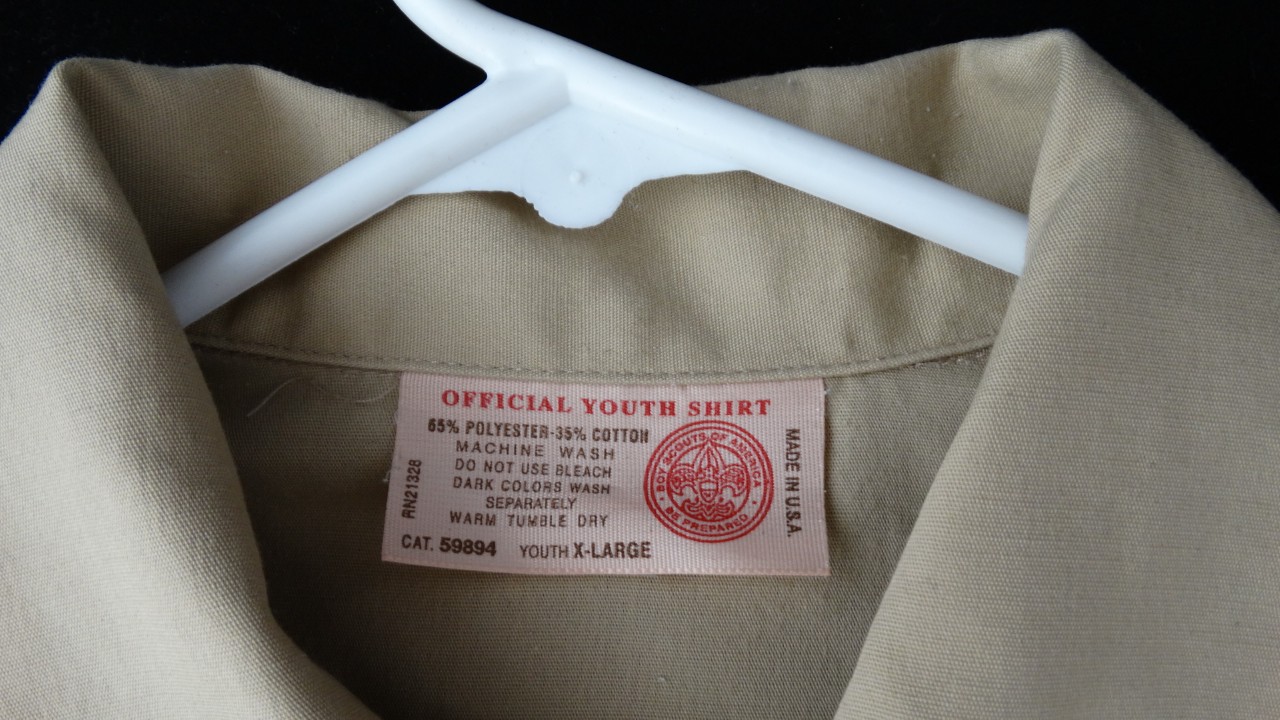 OFFICIAL YOUTH SHIRT
65% POLYESTER-35% COTTON
MACHINE WASH
DO NOT USE BLEACH
DARK COLORS WASH
SEPARATELY
WARM TUMBLE DRY
RN21328
CAT. 59894 YOUTH X-LARGE
BOY SCOUTS OF AMERICA
BE PREPARED
MADE IN U.S.A.